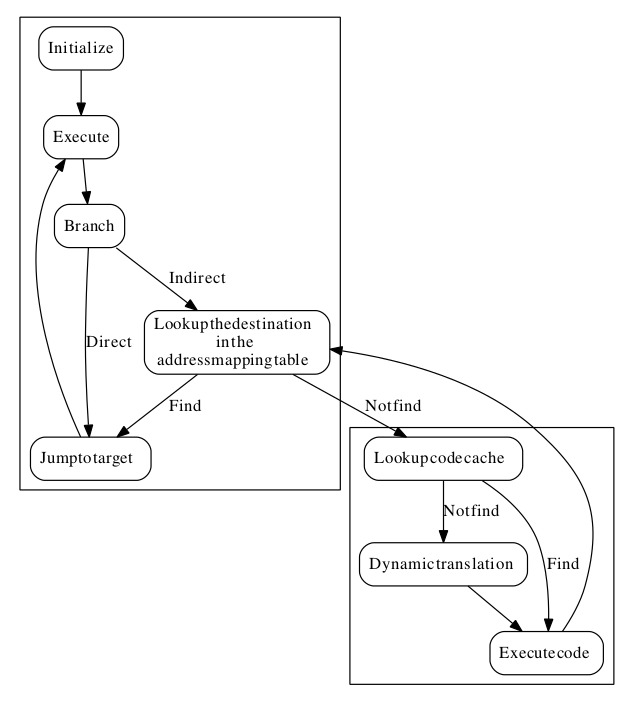 Initialize
Execute
Branch
Indirect
Lookupthedestination
inthe
addressmappingtable
Direct
Find
Notfind
Jumptotarget
Lookupcodecache
Notfind
Dynamictranslation
Find
Executecode